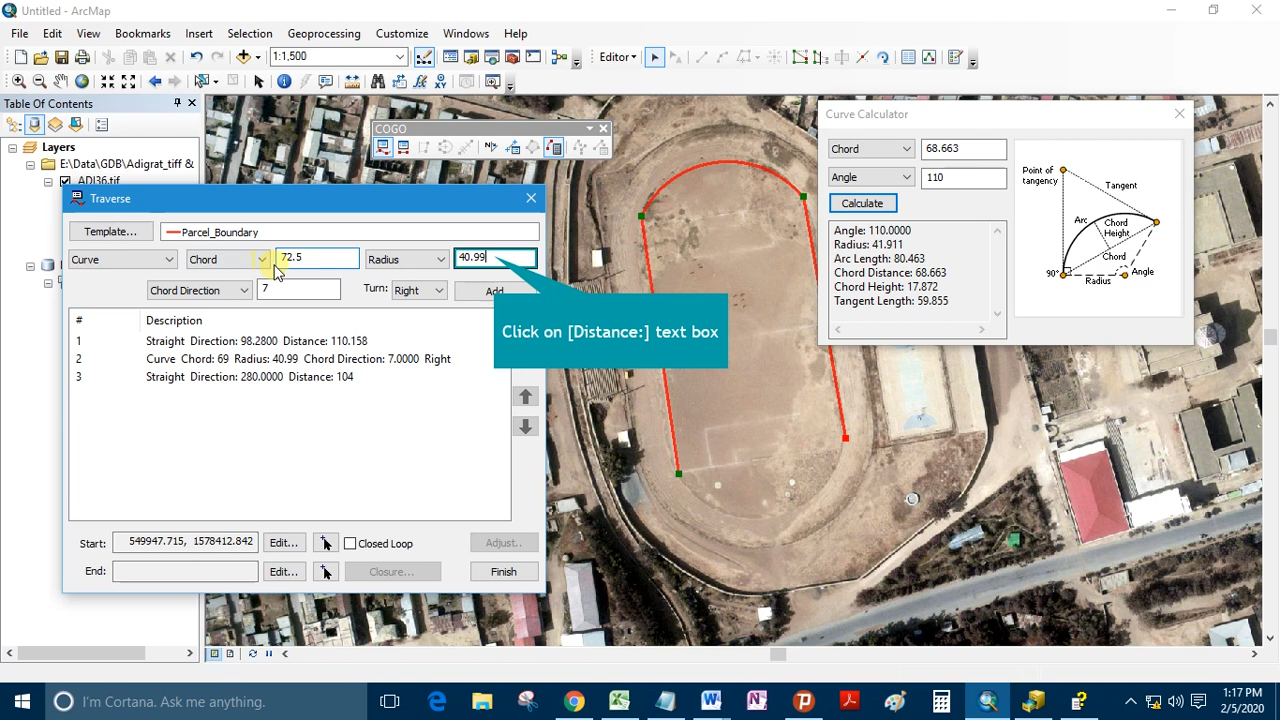 Untitled - ArcMap
File Edit View Bookmarks Insert Selection Geoprocessing Customize Windows Help
1:1,500
Editor
Table Of Contents
Layers
E:\Data\GDB\Adigrat_tiff &
ADI36.tif
COGO
Traverse
Template...
Parcel_Boundary
Curve Chord 72.5 Radius 40.99
Chord Direction 7 Turn: Right Add
# Description
1 Straight Direction: 98.2800 Distance: 110.158
2 Curve Chord: 69 Radius: 40.99 Chord Direction: 7.0000 Right
3 Straight Direction: 280.0000 Distance: 104
Start: 549947.715, 1578412.842 Edit... Closed Loop Adjust..
End: Edit... Closure... Finish
Click on [Distance:] text box
Curve Calculator
Chord 68.663
Angle 110
Calculate
Angle: 110.0000
Radius: 41.911
Arc Length: 80.463
Chord Distance: 68.663
Chord Height: 17.872
Tangent Length: 59.855
Point of
tangency
Tangent
Arc
Chord
Height
Chord
90°
Angle
Radius
I'm Cortana. Ask me anything.
1:17 PM
2/5/2020